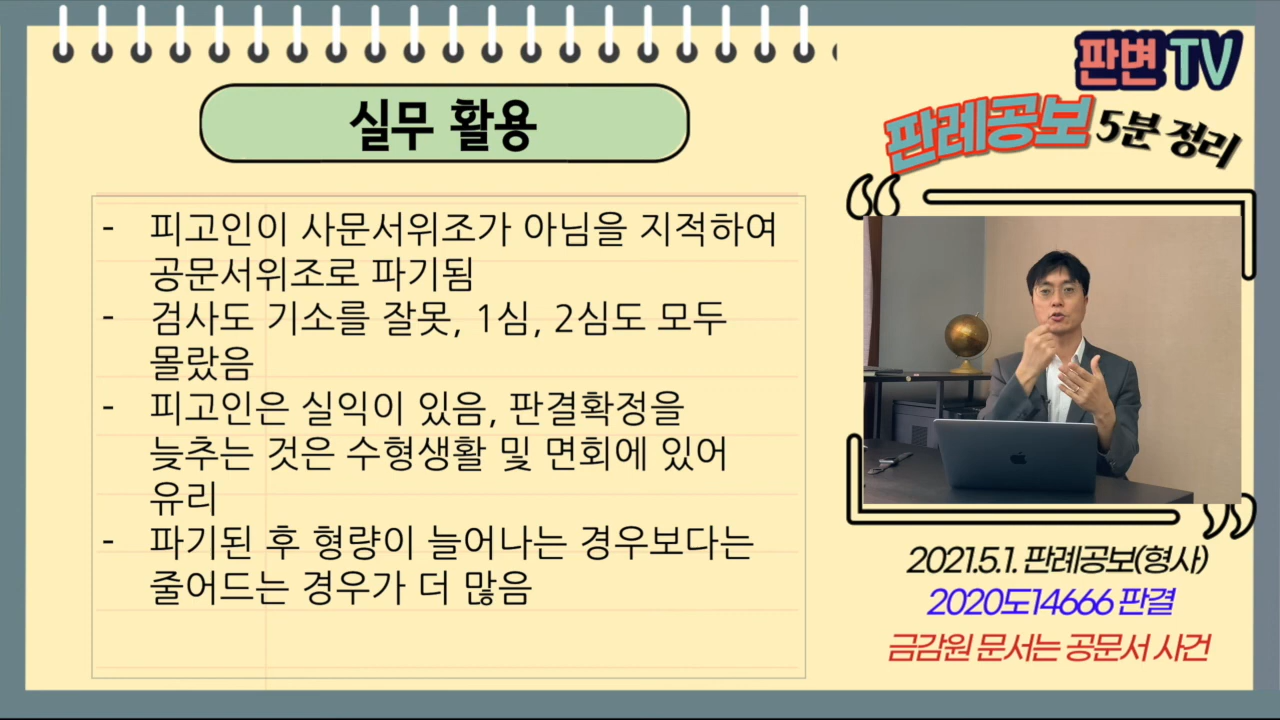 판변 TV
판례공보 5분 정리
실무 활용
- 피고인이 사문서위조가 아님을 지적하여
공문서위조로 파기됨
- 검사도 기소를 잘못, 1심, 2심도 모두
몰랐음
- 피고인은 실익이 있음, 판결확정을
늦추는 것은 수형생활 및 면회에 있어
유리
- 파기된 후 형량이 늘어나는 경우보다는
줄어드는 경우가 더 많음
2021.5.1. 판례공보(형사)
2020도14666 판결
금감원 문서는 공문서 사건